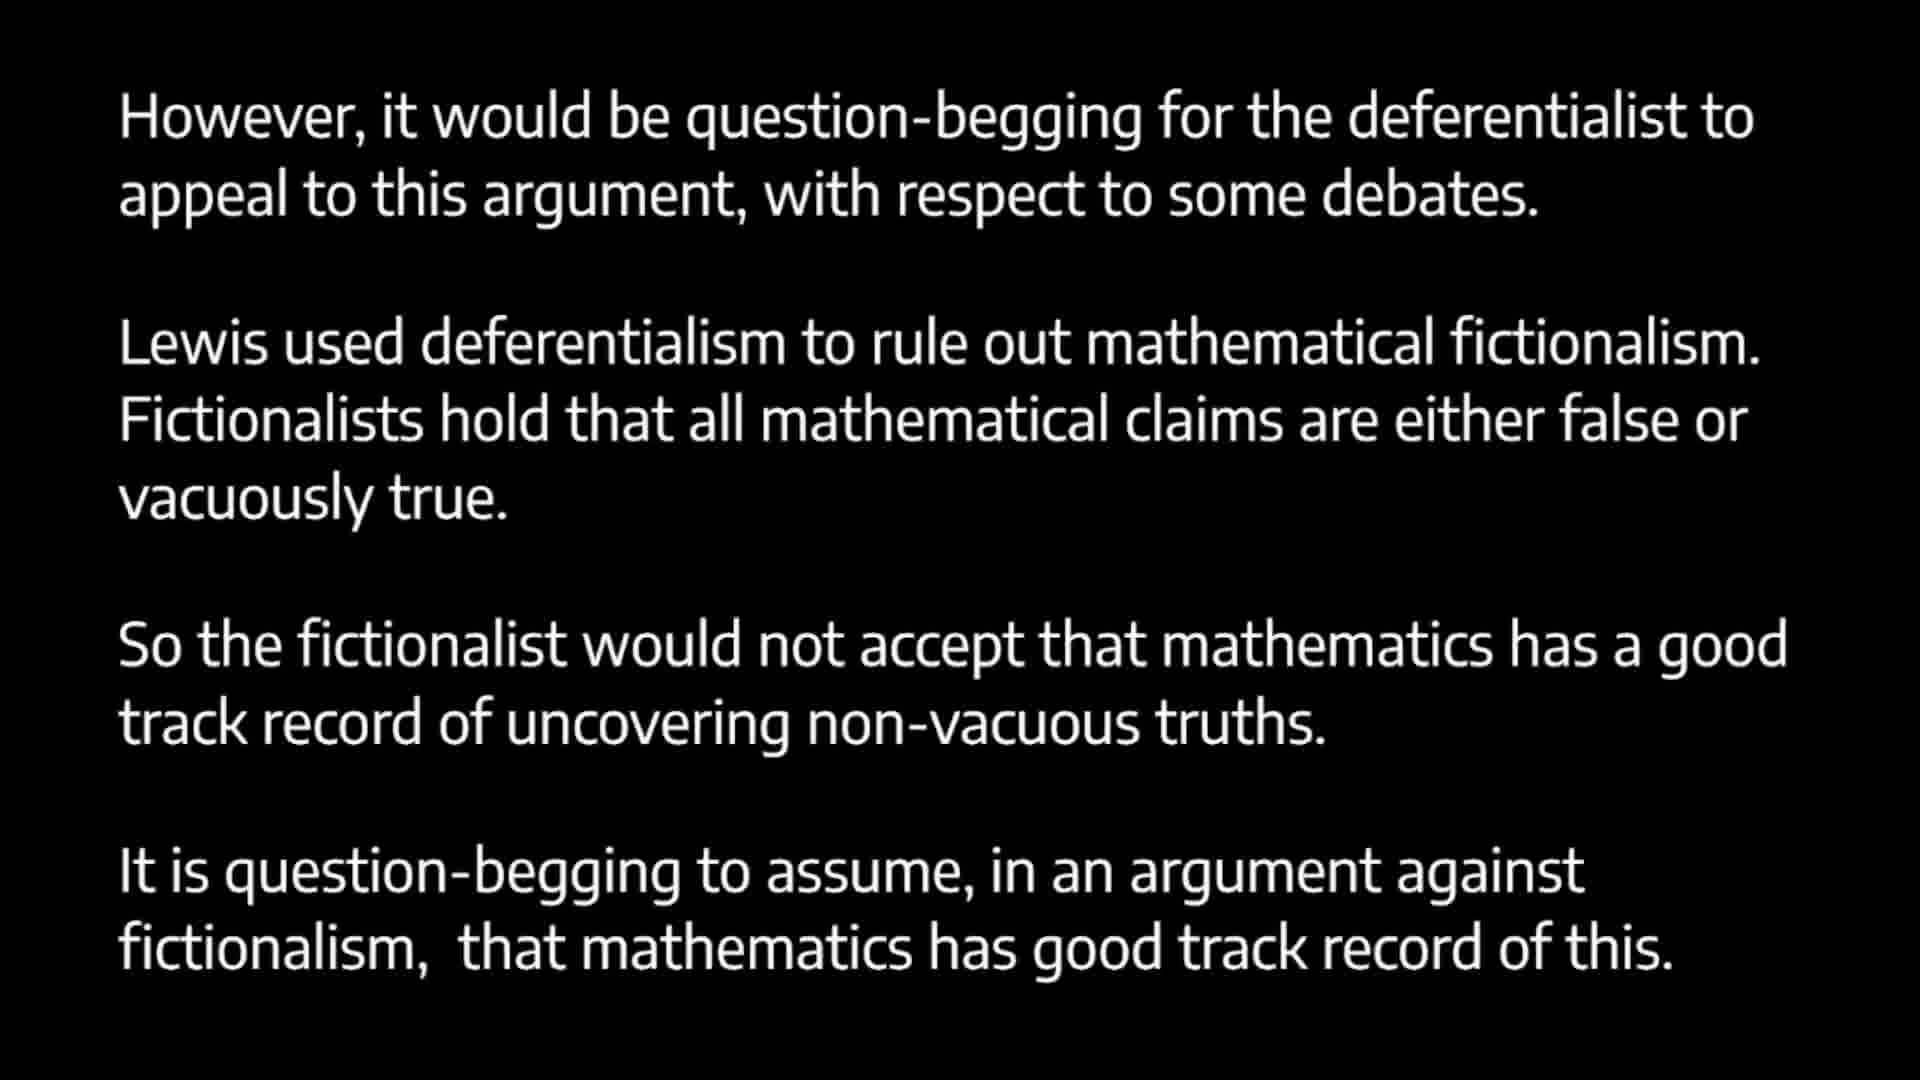 However, it would be question-begging for the deferentialist to
appeal to this argument, with respect to some debates.
Lewis used deferentialism to rule out mathematical fictionalism.
Fictionalists hold that all mathematical claims are either false or
vacuously true.
So the fictionalist would not accept that mathematics has a good
track record of uncovering non-vacuous truths.
It is question-begging to assume, in an argument against
fictionalism,  that mathematics has good track record of this.